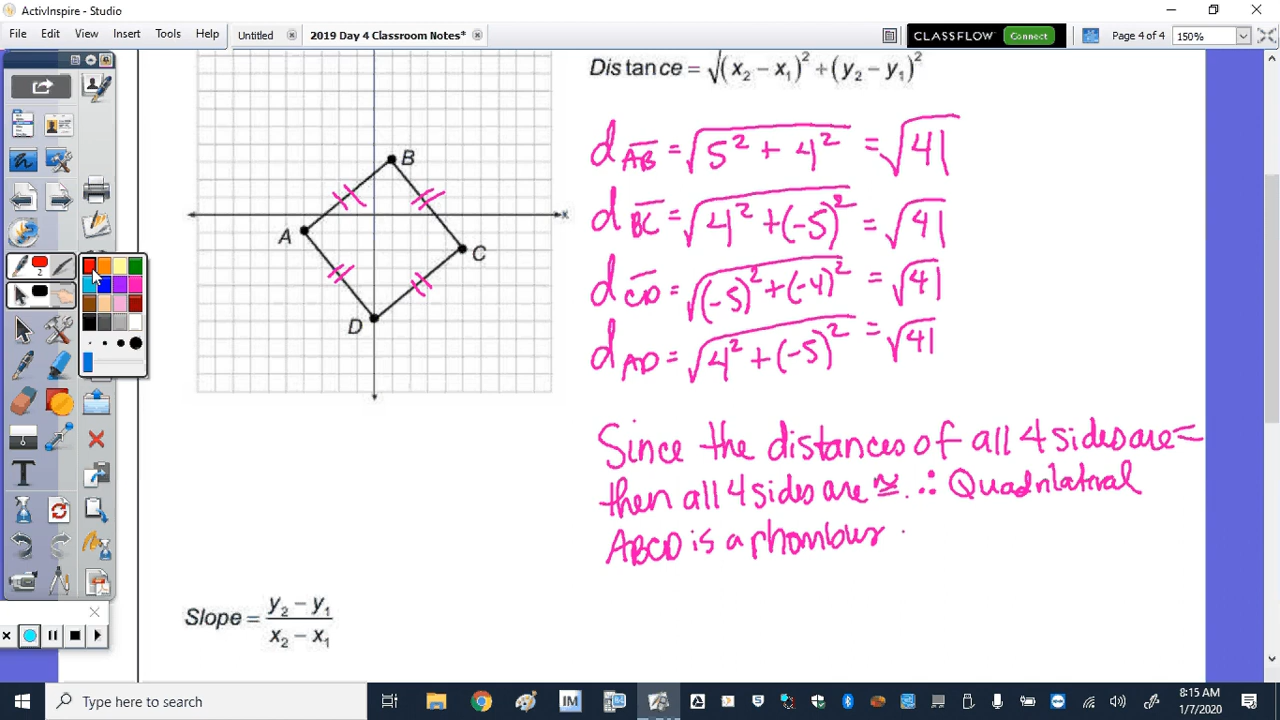 ActivInspire - Studio
File Edit View Insert Tools Help Untitled 2019 Day 4 Classroom Notes* CLASSFLOW Connect Page 4 of 4 150%
Distance = √(x₂ − x₁)² + (y₂ − y₁)²
d AB = √5² + 4² = √41
d BC = √4² + (-5)² = √41
d CD = √(-5)² + (-4)² = √41
d AD = √4² + (-5)² = √41
B
x
A
C
D
2
Since the distances of all 4 sides are =
then all 4 sides are ≅. ∴ Quadrilateral
ABCD is a rhombus.
Slope = y₂ − y₁ / x₂ − x₁
T
Type here to search
IM
8:15 AM
1/7/2020